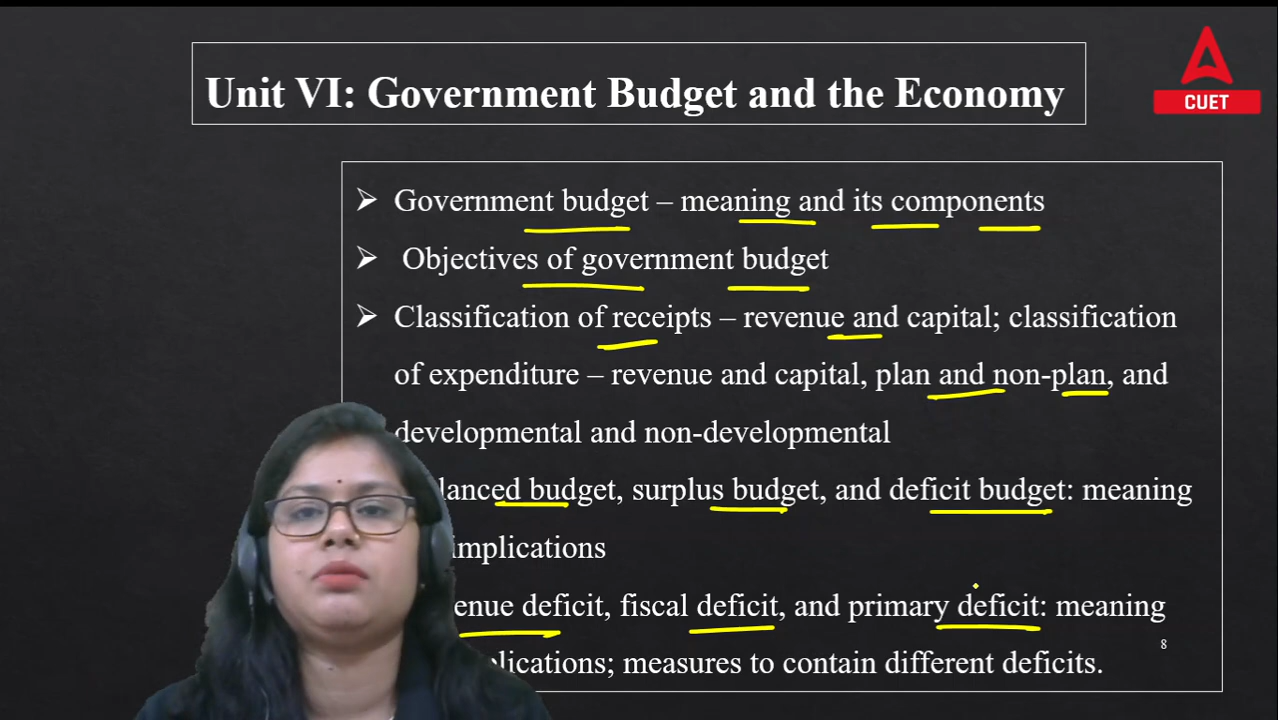 Unit VI: Government Budget and the Economy
CUET
Government budget – meaning and its components
Objectives of government budget
Classification of receipts – revenue and capital; classification
of expenditure – revenue and capital, plan and non-plan, and
developmental and non-developmental
budget, surplus budget, and deficit budget: meaning
implications
deficit, fiscal deficit, and primary deficit: meaning
measures to contain different deficits.
8